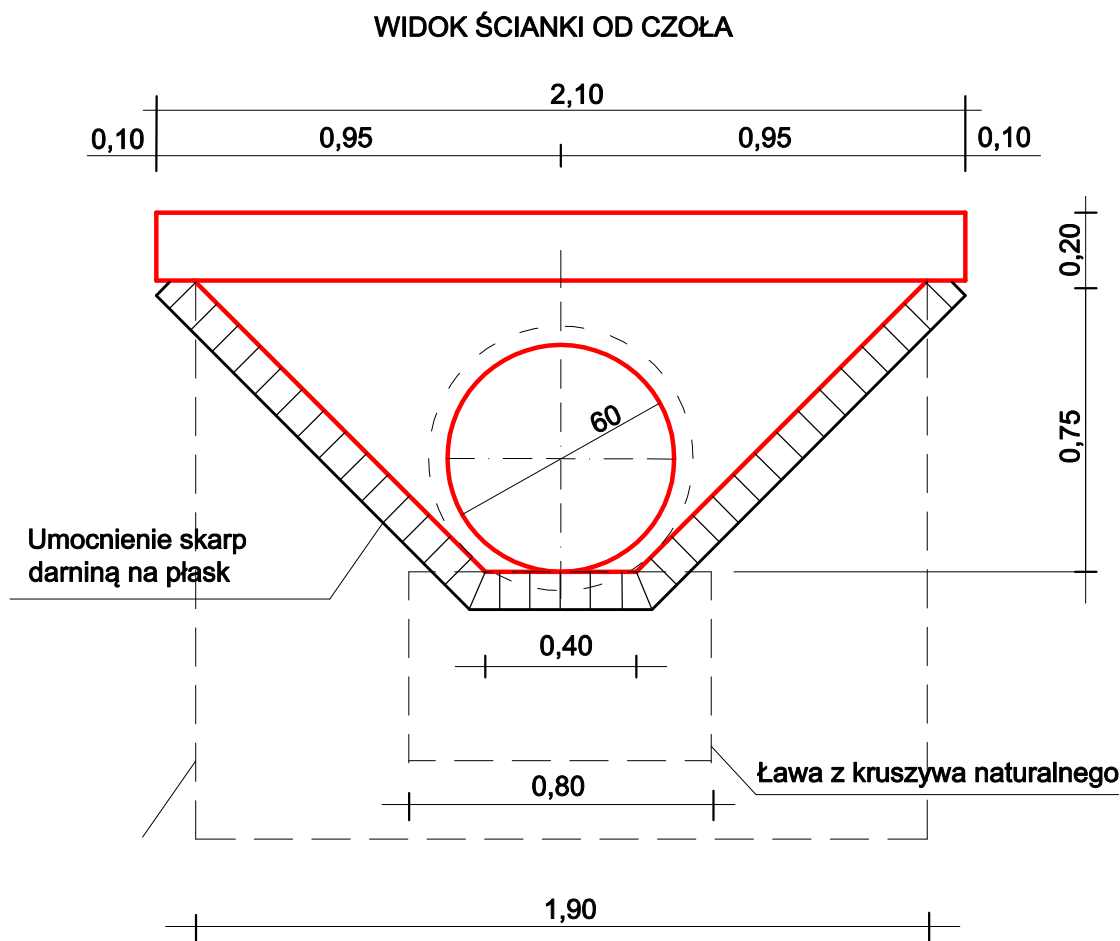 WIDOK ŚCIANKI OD CZOŁA
2,10
0,10 0,95 0,95 0,10
0,20
60
0,75
Umocnienie skarp
darniną na płask
0,40
Ława z kruszywa naturalnego
0,80
1,90